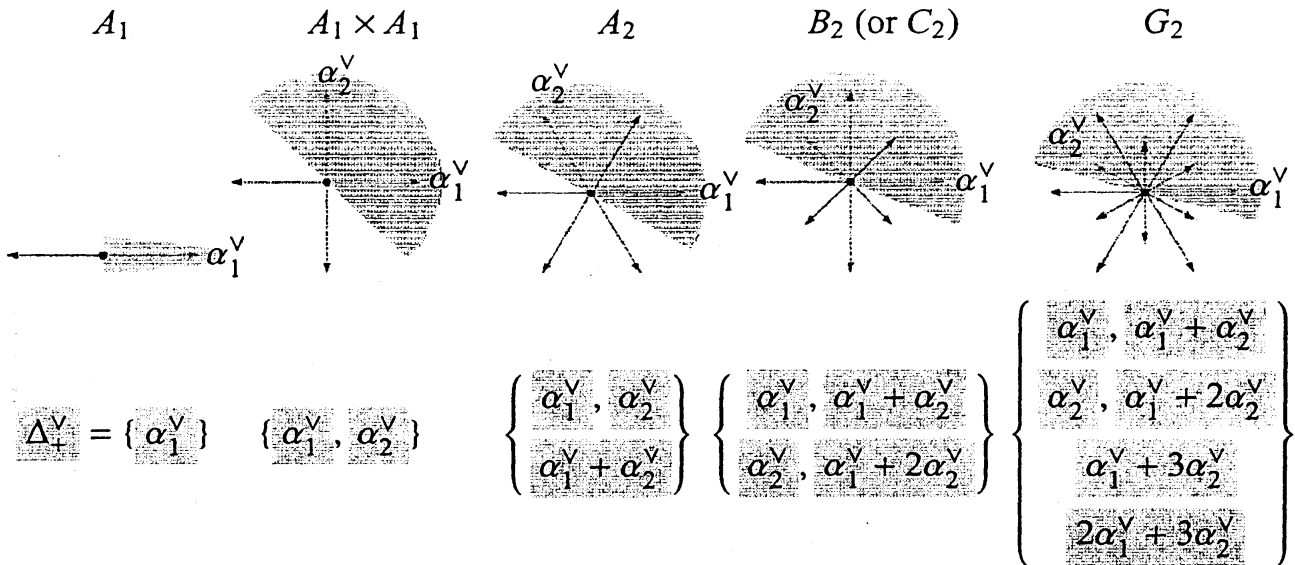 A₁ A₁ × A₁ A₂ B₂ (or C₂) G₂
α₂^∨ α₂^∨ α₂^∨ α₂^∨
α₁^∨ α₁^∨ α₁^∨ α₁^∨
α₁^∨
Δ₊^∨ = { α₁^∨ } { α₁^∨, α₂^∨ } { α₁^∨, α₂^∨ α₁^∨ + α₂^∨ } { α₁^∨, α₁^∨ + α₂^∨ α₂^∨, α₁^∨ + 2α₂^∨ } { α₁^∨, α₁^∨ + α₂^∨
α₂^∨, α₁^∨ + 2α₂^∨
α₁^∨ + 3α₂^∨
2α₁^∨ + 3α₂^∨ }